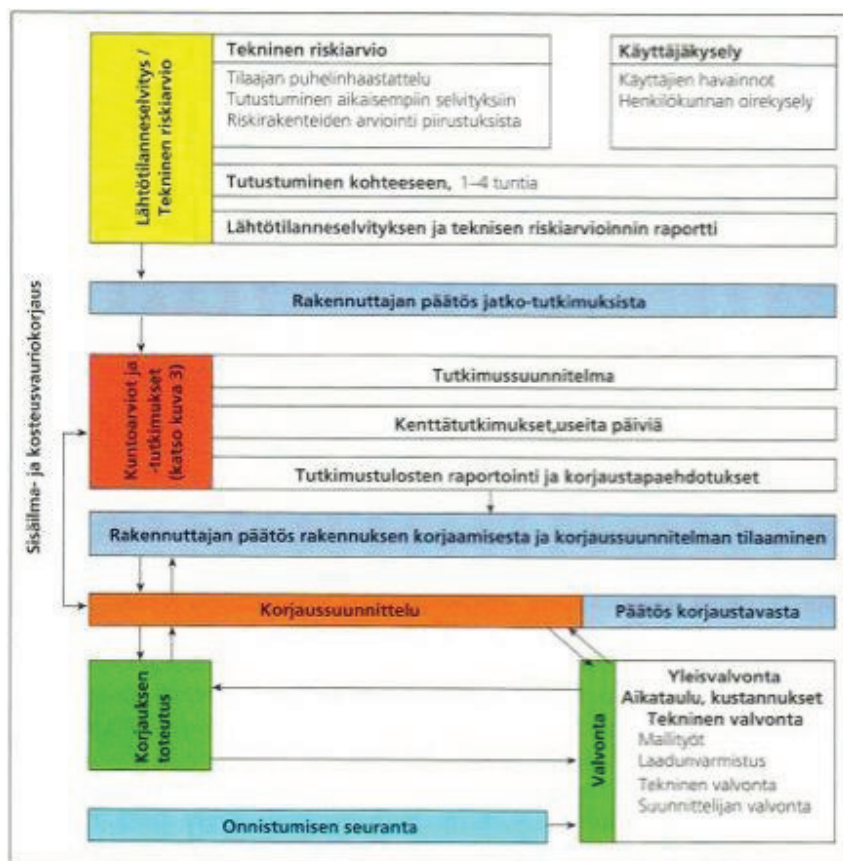 Sisäilma- ja kosteusvauriokorjaus
Lähtötilanneselvitys /
Tekninen riskiarvio
Tekninen riskiarvio
Tilaajan puhelinhaastattelu
Tutustuminen aikaisempiin selvityksiin
Riskirakenteiden arviointi piirustuksista
Käyttäjäkysely
Käyttäjien havainnot
Henkilökunnan oirekysely
Tutustuminen kohteeseen, 1–4 tuntia
Lähtötilanneselvityksen ja teknisen riskiarvioinnin raportti
Rakennuttajan päätös jatko-tutkimuksista
Kuntoarviot ja
-tutkimukset
(katso kuva 3)
Tutkimussuunnitelma
Kenttätutkimukset,useita päiviä
Tutkimustulosten raportointi ja korjaustapaehdotukset
Rakennuttajan päätös rakennuksen korjaamisesta ja korjaussuunnitelman tilaaminen
Korjaussuunnittelu
Päätös korjaustavasta
Korjauksen
toteutus
Valvonta
Yleisvalvonta
Aikataulu, kustannukset
Tekninen valvonta
Mallityöt
Laadunvarmistus
Tekninen valvonta
Suunnittelijan valvonta
Onnistumisen seuranta